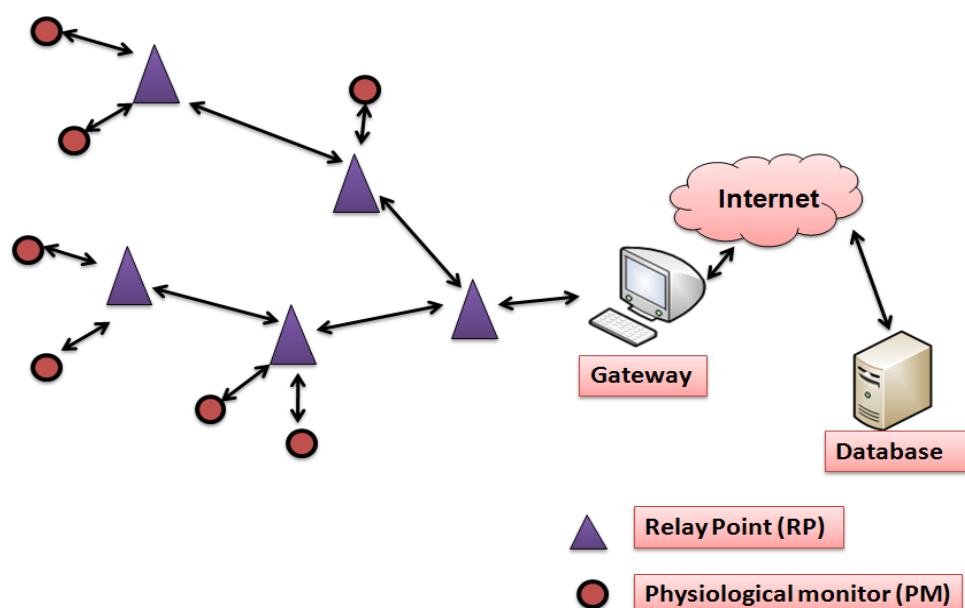 Internet
Gateway
Database
Relay Point (RP)
Physiological monitor (PM)